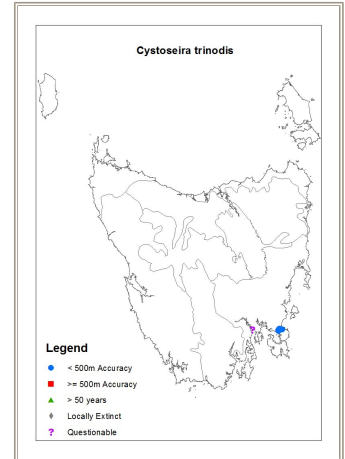 Cystoseira trinodis
Legend
< 500m Accuracy
>= 500m Accuracy
> 50 years
Locally Extinct
? Questionable